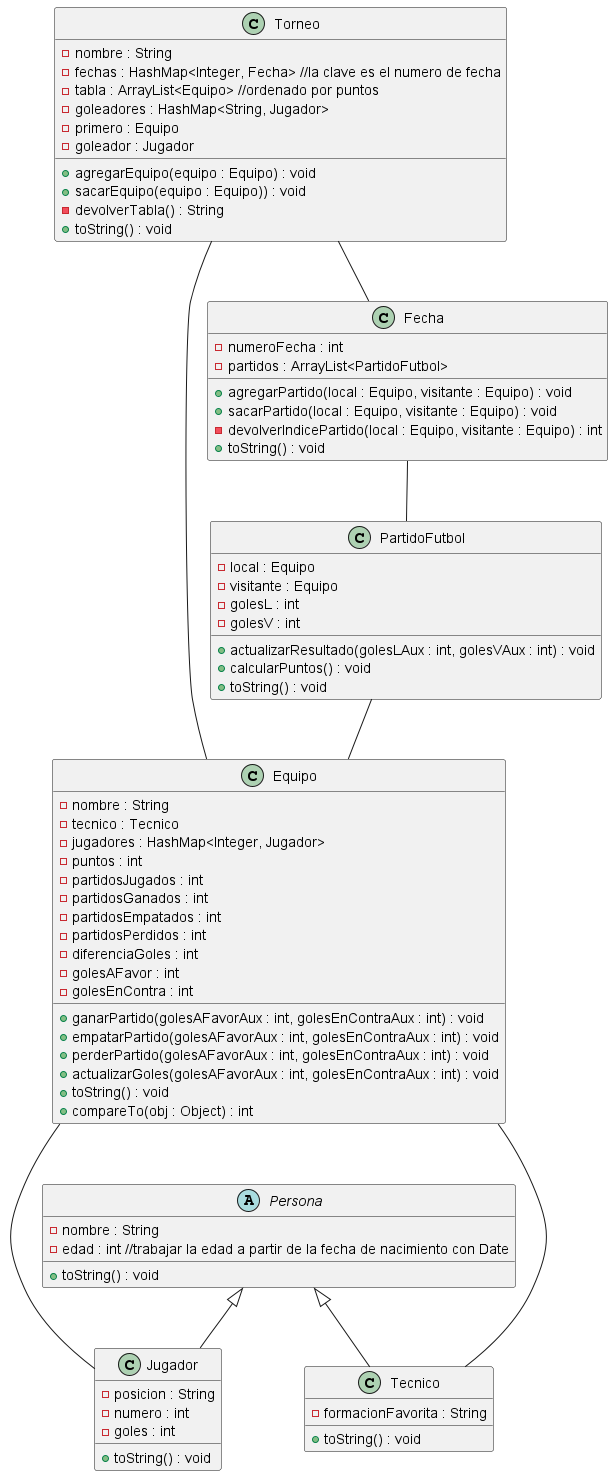 C Torneo
nombre : String
fechas : HashMap<Integer, Fecha> //la clave es el numero de fecha
tabla : ArrayList<Equipo> //ordenado por puntos
goleadores : HashMap<String, Jugador>
primero : Equipo
goleador : Jugador
agregarEquipo(equipo : Equipo) : void
sacarEquipo(equipo : Equipo)) : void
devolverTabla() : String
toString() : void
C Fecha
numeroFecha : int
partidos : ArrayList<PartidoFutbol>
agregarPartido(local : Equipo, visitante : Equipo) : void
sacarPartido(local : Equipo, visitante : Equipo) : void
devolverIndicePartido(local : Equipo, visitante : Equipo) : int
toString() : void
C PartidoFutbol
local : Equipo
visitante : Equipo
golesL : int
golesV : int
actualizarResultado(golesLAux : int, golesVAux : int) : void
calcularPuntos() : void
toString() : void
C Equipo
nombre : String
tecnico : Tecnico
jugadores : HashMap<Integer, Jugador>
puntos : int
partidosJugados : int
partidosGanados : int
partidosEmpatados : int
partidosPerdidos : int
diferenciaGoles : int
golesAFavor : int
golesEnContra : int
ganarPartido(golesAFavorAux : int, golesEnContraAux : int) : void
empatarPartido(golesAFavorAux : int, golesEnContraAux : int) : void
perderPartido(golesAFavorAux : int, golesEnContraAux : int) : void
actualizarGoles(golesAFavorAux : int, golesEnContraAux : int) : void
toString() : void
compareTo(obj : Object) : int
A Persona
nombre : String
edad : int //trabajar la edad a partir de la fecha de nacimiento con Date
toString() : void
C Jugador
posicion : String
numero : int
goles : int
toString() : void
C Tecnico
formacionFavorita : String
toString() : void